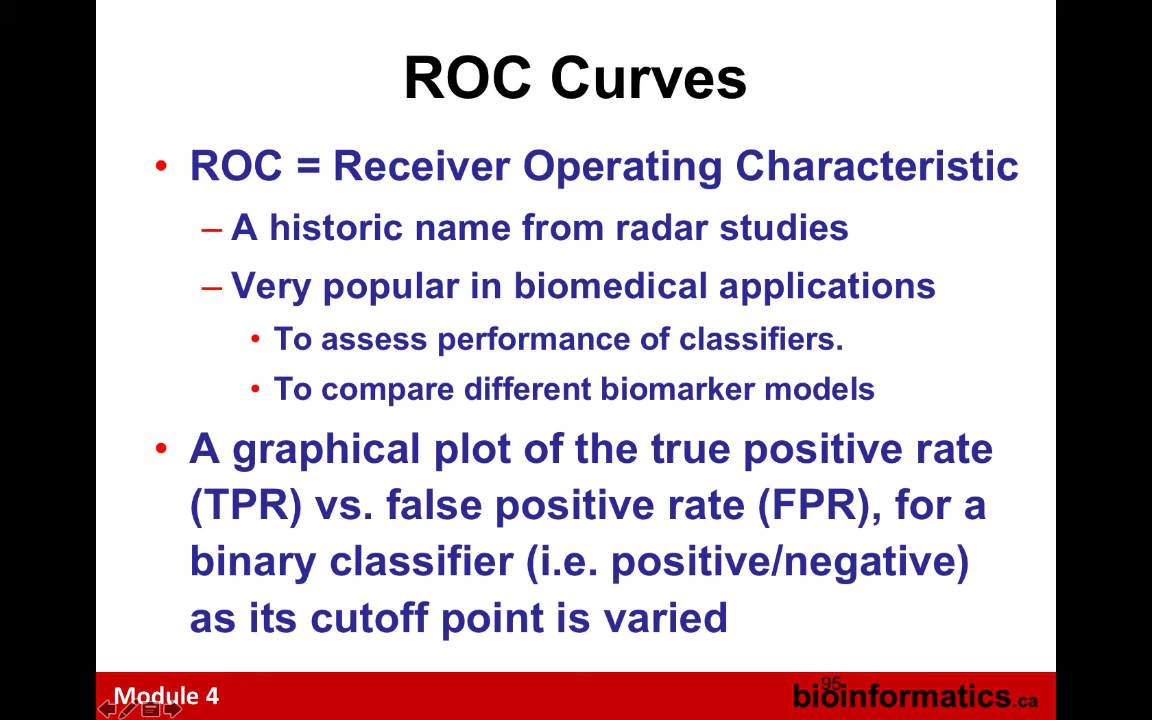 ROC Curves
• ROC = Receiver Operating Characteristic
– A historic name from radar studies
– Very popular in biomedical applications
• To assess performance of classifiers.
• To compare different biomarker models
• A graphical plot of the true positive rate
(TPR) vs. false positive rate (FPR), for a
binary classifier (i.e. positive/negative)
as its cutoff point is varied
Module 4
95
bioinformatics.ca